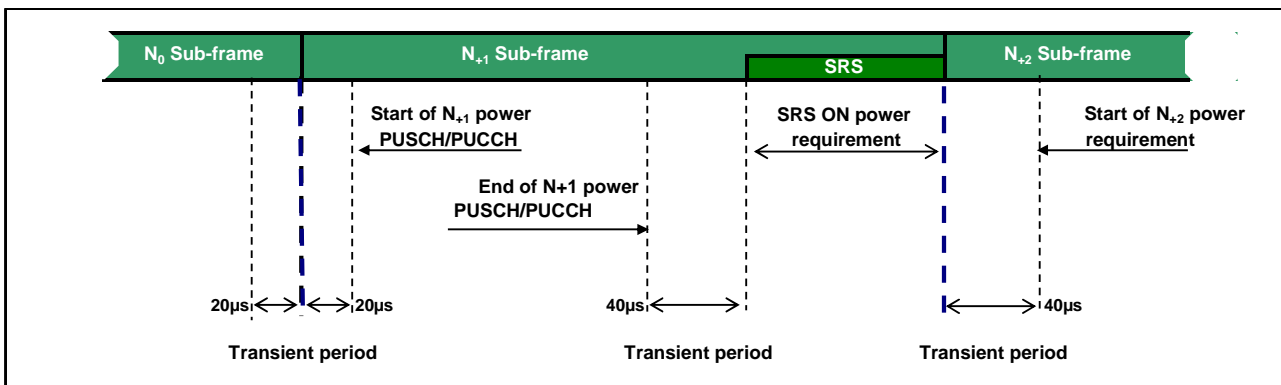 N0 Sub-frame
N+1 Sub-frame
SRS
N+2 Sub-frame
Start of N+1 power
PUSCH/PUCCH
SRS ON power
requirement
Start of N+2 power
requirement
End of N+1 power
PUSCH/PUCCH
20µs
20µs
40µs
40µs
Transient period
Transient period
Transient period